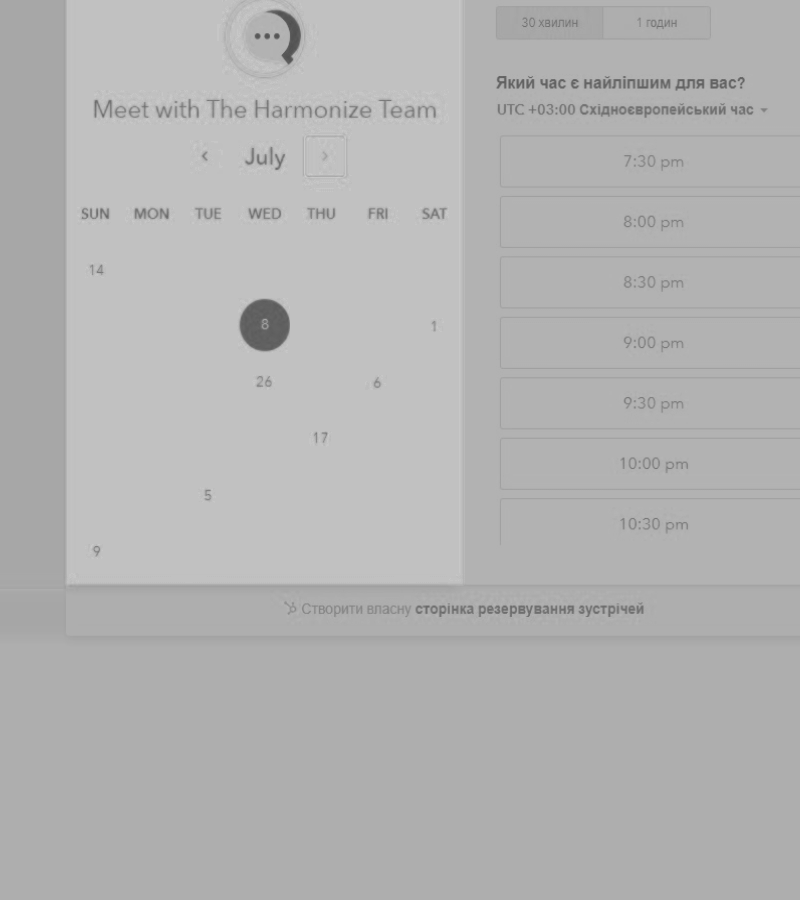 Meet with The Harmonize Team
July
SUN MON TUE WED THU FRI SAT
14
8 1
26 6
17
5
9
30 хвилин 1 годин
Який час є найліпшим для вас?
UTC +03:00 Східноєвропейський час
7:30 pm
8:00 pm
8:30 pm
9:00 pm
9:30 pm
10:00 pm
10:30 pm
Створити власну сторінка резервування зустрічей